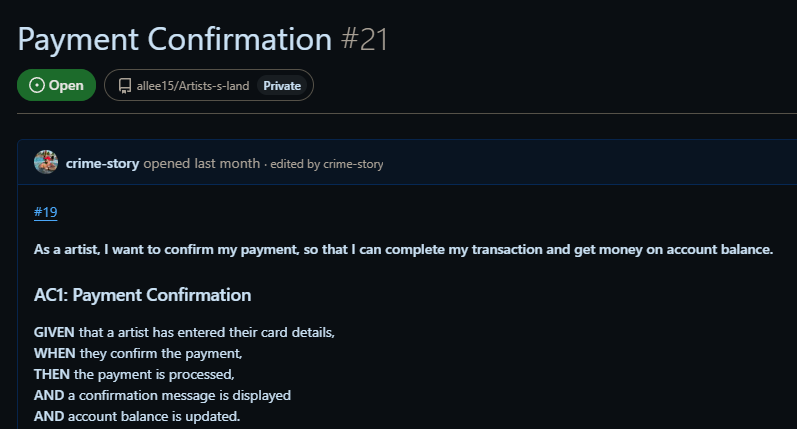 Payment Confirmation #21
Open allee15/Artists-s-land Private
crime-story opened last month · edited by crime-story
#19
As a artist, I want to confirm my payment, so that I can complete my transaction and get money on account balance.
AC1: Payment Confirmation
GIVEN that a artist has entered their card details,
WHEN they confirm the payment,
THEN the payment is processed,
AND a confirmation message is displayed
AND account balance is updated.